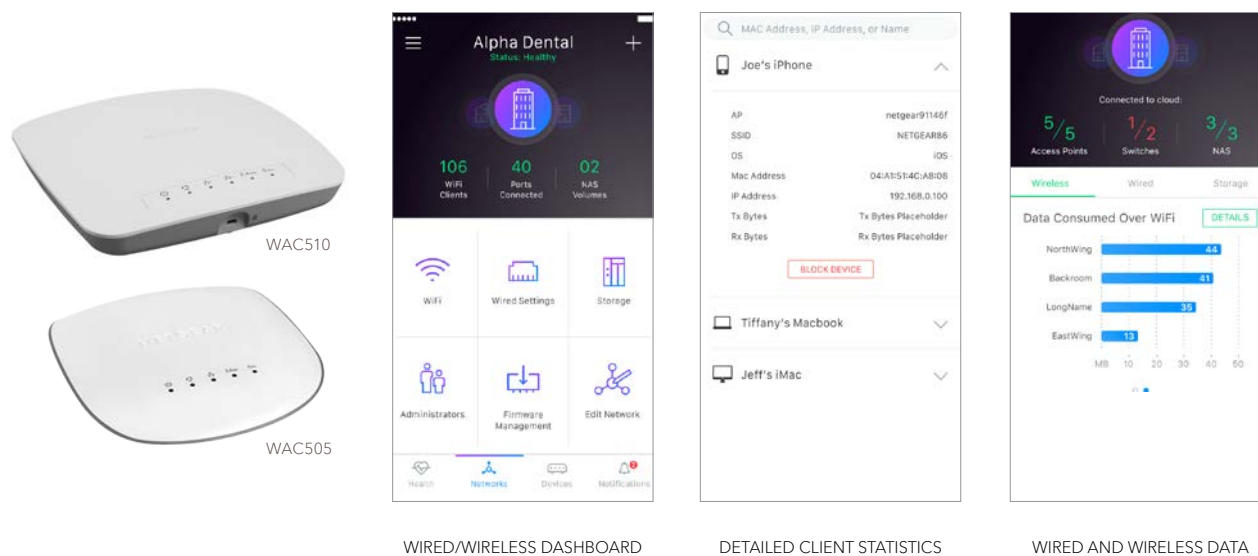 WAC510
WAC505
Alpha Dental
Status: Healthy
106
WiFi
Clients
40
Ports
Connected
02
NAS
Volumes
WiFi
Wired Settings
Storage
Administrators
Firmware
Management
Edit Network
Health
Networks
Devices
Notifications
2
WIRED/WIRELESS DASHBOARD
MAC Address, IP Address, or Name
Joe's iPhone
AP netgear91146f
SSID NETGEAR86
OS iOS
Mac Address 04:A1:51:4C:A8:08
IP Address 192.168.0.100
Tx Bytes Tx Bytes Placeholder
Rx Bytes Rx Bytes Placeholder
BLOCK DEVICE
Tiffany's Macbook
Jeff's iMac
DETAILED CLIENT STATISTICS
Connected to cloud:
5/5
Access Points
1/2
Switches
3/3
NAS
Wireless Wired Storage
Data Consumed Over WiFi DETAILS
NorthWing 44
Backroom 41
LongName 35
EastWing 13
MB 10 20 30 40 50
WIRED AND WIRELESS DATA